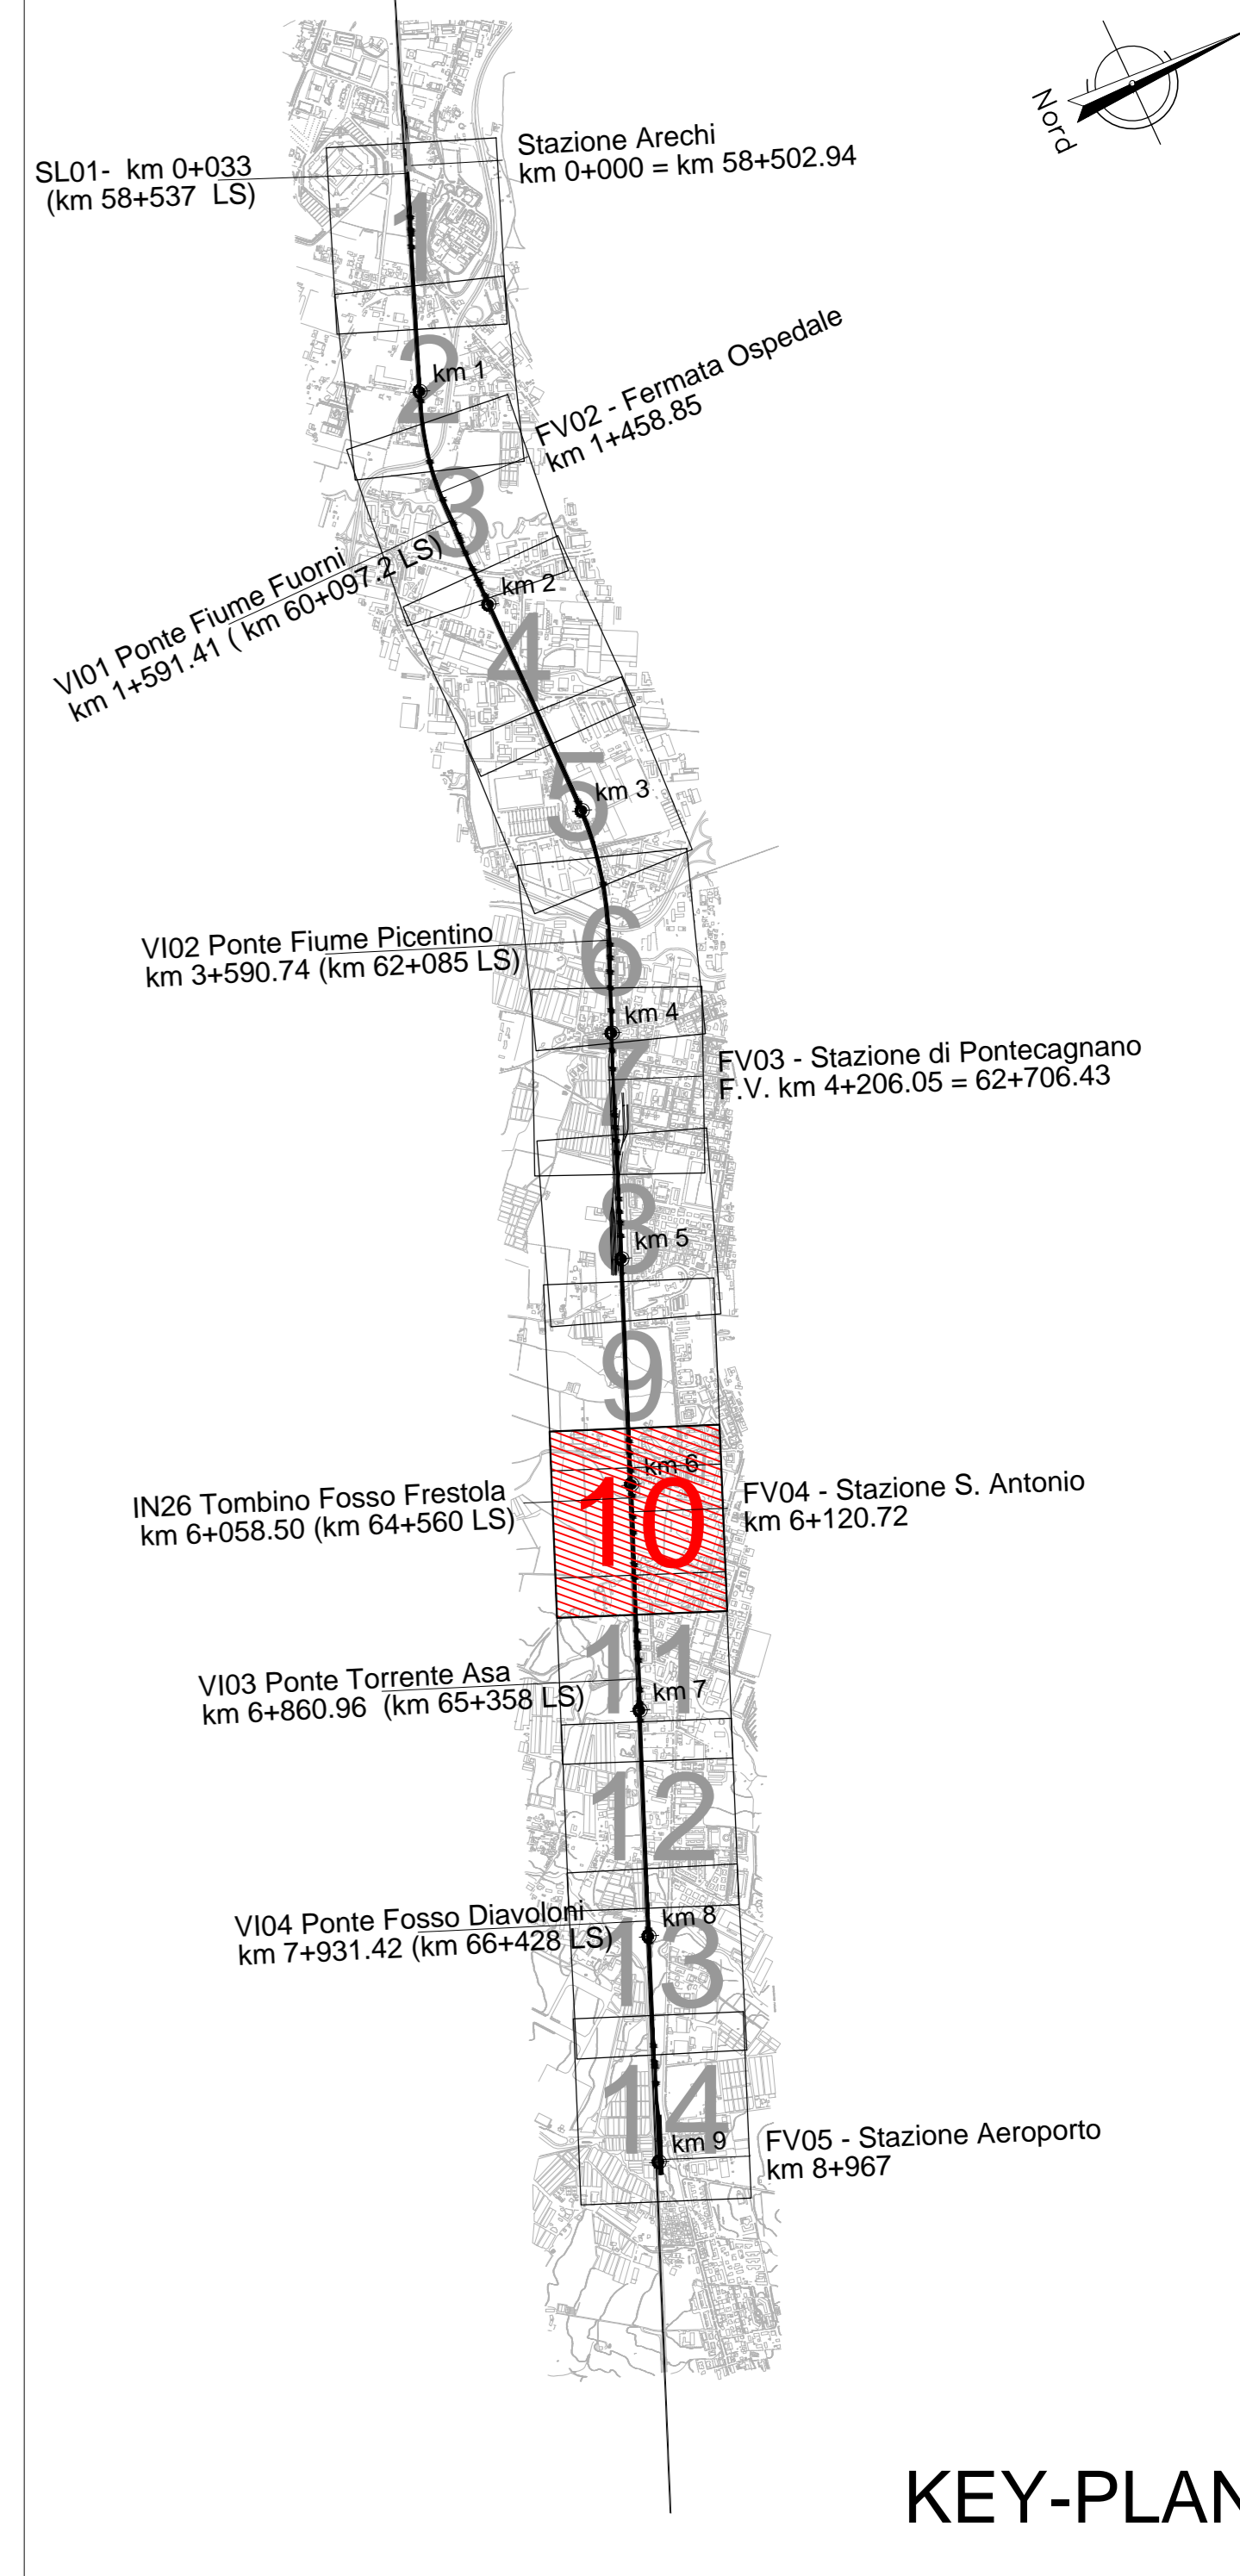 Nord
Stazione Arechi
km 0+000 = km 58+502.94
SL01-  km 0+033
(km 58+537  LS)
1
2
km 1
FV02 - Fermata Ospedale
km 1+458.85
3
VI01 Ponte Fiume Fuorni
km 1+591.41 ( km 60+097.2 LS)
km 2
4
5
km 3
6
VI02 Ponte Fiume Picentino
km 3+590.74 (km 62+085 LS)
km 4
7
FV03 - Stazione di Pontecagnano
F.V. km 4+206.05 = 62+706.43
8
km 5
9
km 6
10
IN26 Tombino Fosso Frestola
km 6+058.50 (km 64+560 LS)
FV04 - Stazione S. Antonio
km 6+120.72
11
VI03 Ponte Torrente Asa
km 6+860.96  (km 65+358 LS)
km 7
12
VI04 Ponte Fosso Diavoloni
km 7+931.42 (km 66+428 LS)
km 8
13
14
km 9
FV05 - Stazione Aeroporto
km 8+967
KEY-PLAN